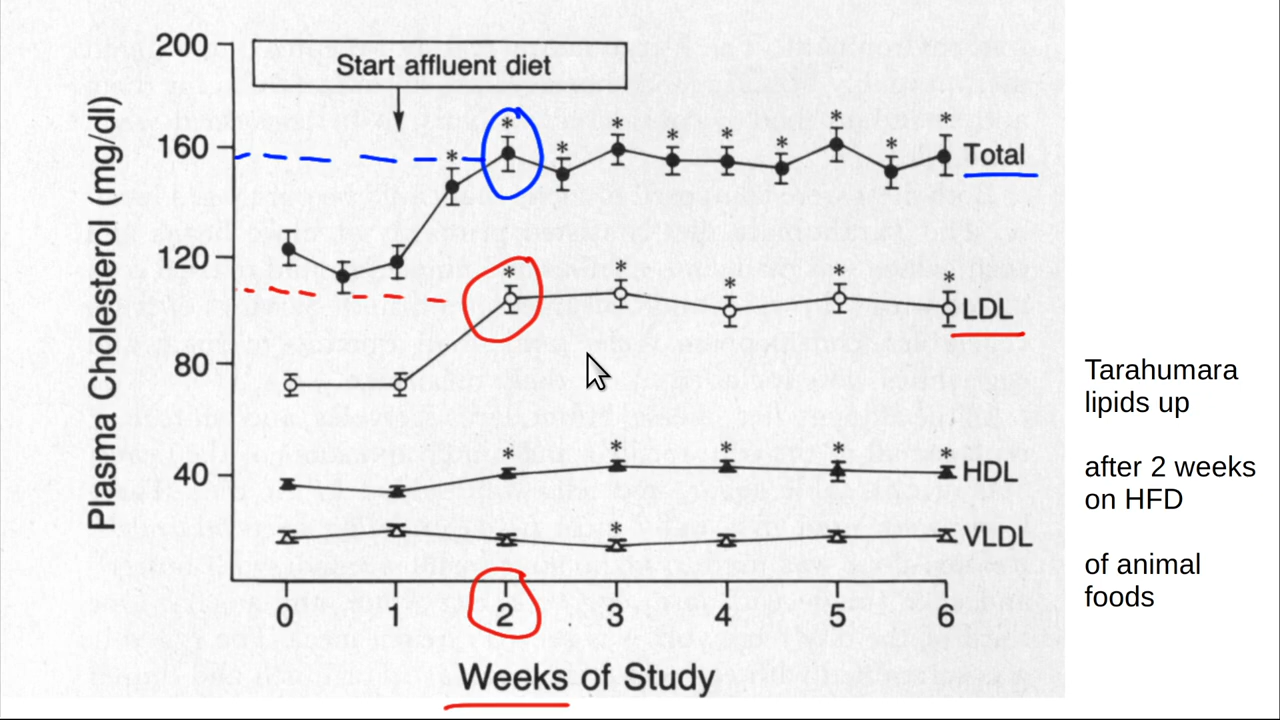 200
Start affluent diet
160
Total
120
LDL
80
40
HDL
VLDL
Plasma Cholesterol (mg/dl)
* * * * * * * * * *
* * * * *
* * * * *
*
0 1 2 3 4 5 6
Weeks of Study
Tarahumara
lipids up
after 2 weeks
on HFD
of animal
foods